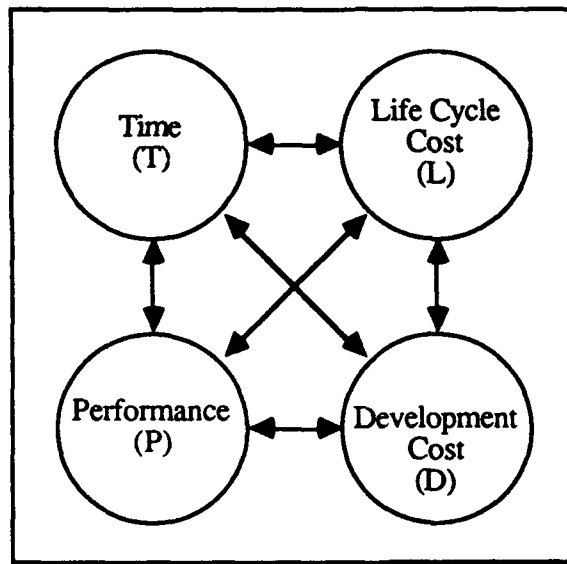 Time
(T)
Life Cycle
Cost
(L)
Performance
(P)
Development
Cost
(D)